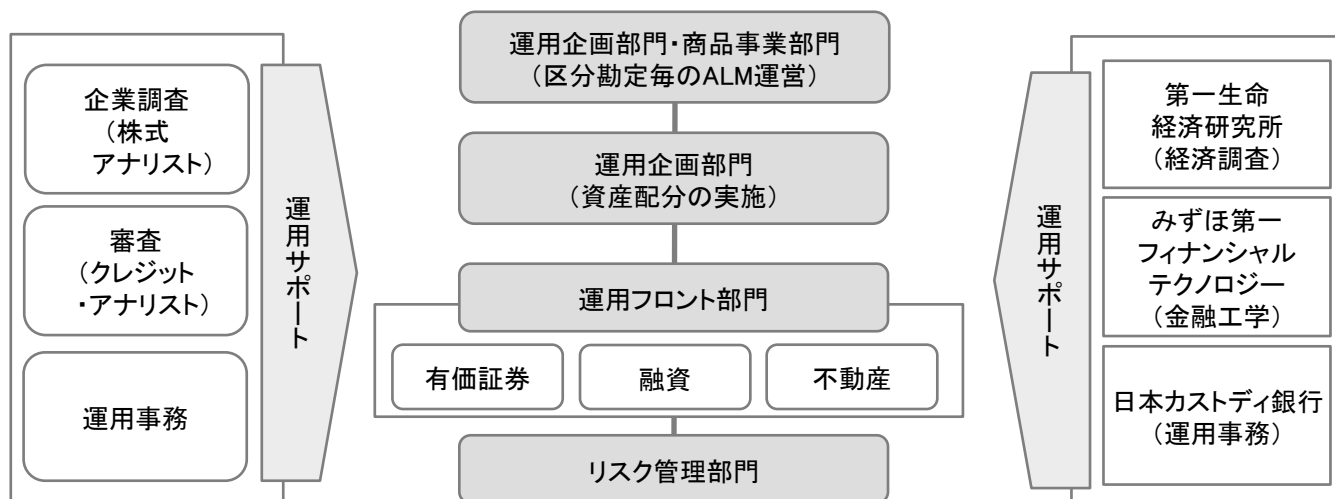 運用企画部門・商品事業部門
（区分勘定毎のALM運営）
運用企画部門
（資産配分の実施）
運用フロント部門
有価証券
融資
不動産
リスク管理部門
企業調査
（株式
アナリスト）
審査
（クレジット
・アナリスト）
運用事務
運用サポート
運用サポート
第一生命
経済研究所
（経済調査）
みずほ第一
フィナンシャル
テクノロジー
（金融工学）
日本カストディ銀行
（運用事務）